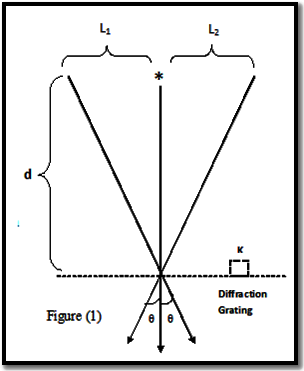 L₁ L₂
*
d
K
Diffraction
Grating
Figure (1)
θ θ